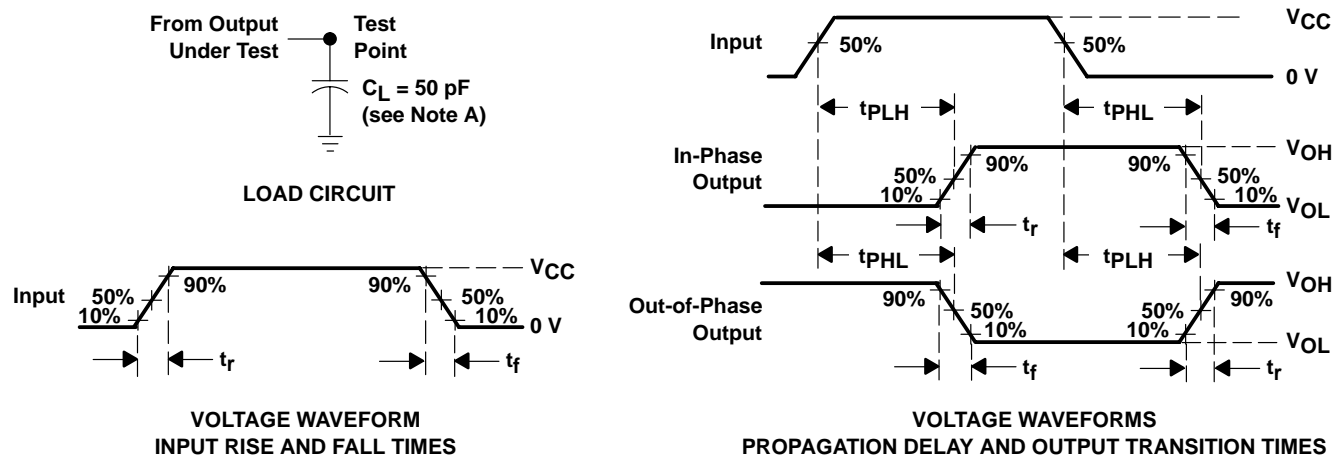 From Output
Under Test
Test
Point
CL = 50 pF
(see Note A)
LOAD CIRCUIT
Input
50%
10%
90%
90%
50%
10%
VCC
0 V
tr
tf
VOLTAGE WAVEFORM
INPUT RISE AND FALL TIMES
Input
50%
50%
VCC
0 V
tPLH
tPHL
In-Phase
Output
50%
10%
90%
90%
50%
10%
VOH
VOL
tr
tf
tPHL
tPLH
Out-of-Phase
Output
90%
50%
10%
50%
10%
90%
VOH
VOL
tf
tr
VOLTAGE WAVEFORMS
PROPAGATION DELAY AND OUTPUT TRANSITION TIMES